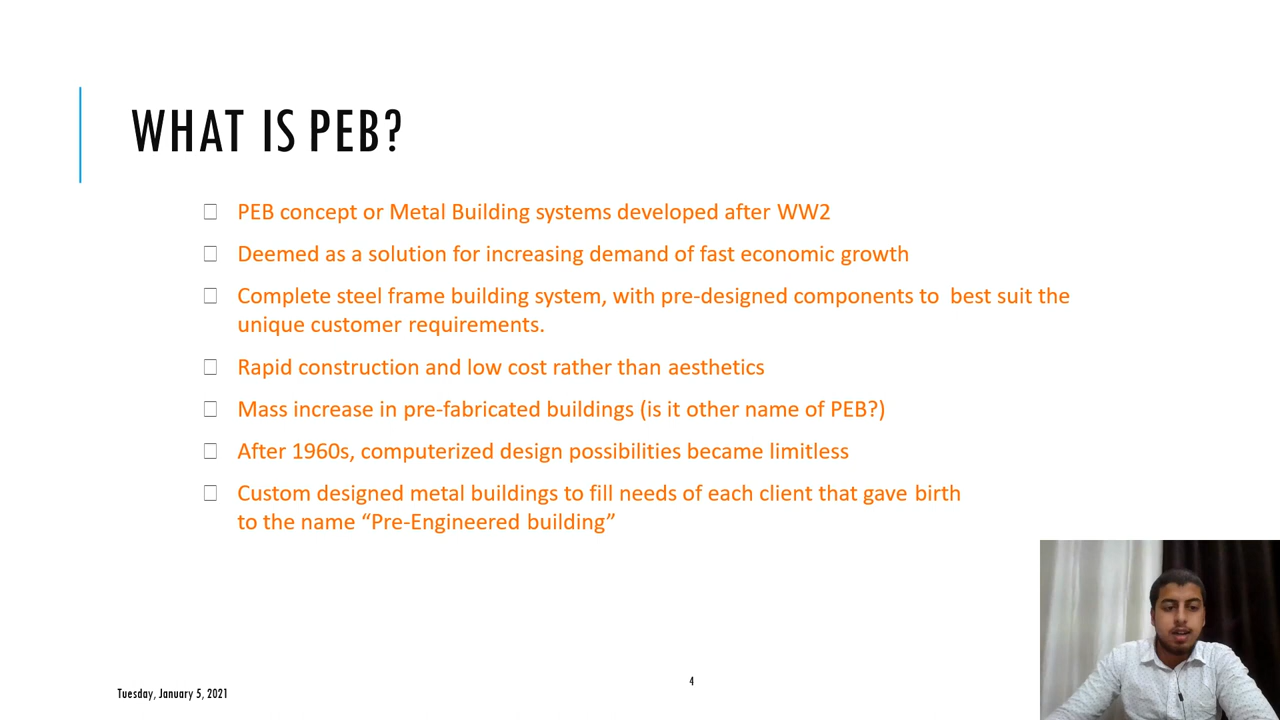 WHAT IS PEB?
PEB concept or Metal Building systems developed after WW2
Deemed as a solution for increasing demand of fast economic growth
Complete steel frame building system, with pre-designed components to  best suit the
unique customer requirements.
Rapid construction and low cost rather than aesthetics
Mass increase in pre-fabricated buildings (is it other name of PEB?)
After 1960s, computerized design possibilities became limitless
Custom designed metal buildings to fill needs of each client that gave birth
to the name “Pre-Engineered building”
Tuesday, January 5, 2021
4